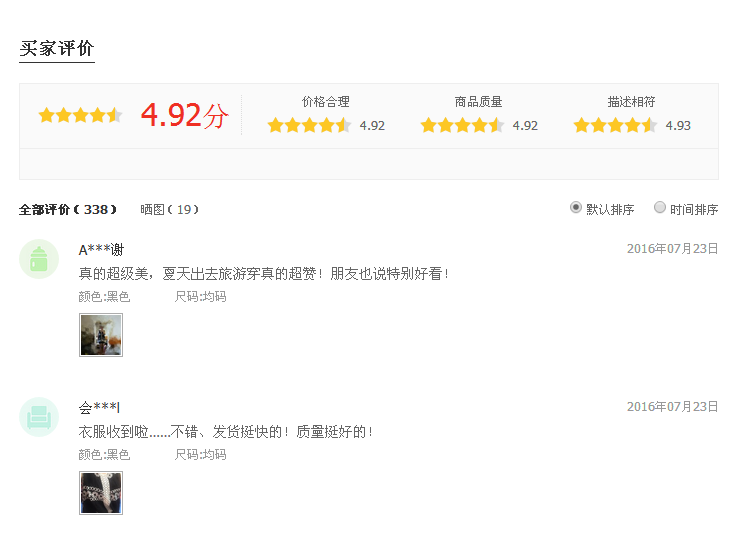 买家评价
4.92分
价格合理 商品质量 描述相符
4.92 4.92 4.93
全部评价（338） 晒图（19） 默认排序 时间排序
A***谢 2016年07月23日
真的超级美，夏天出去旅游穿真的超赞！朋友也说特别好看！
颜色:黑色 尺码:均码
会***l 2016年07月23日
衣服收到啦……不错、发货挺快的！质量挺好的！
颜色:黑色 尺码:均码